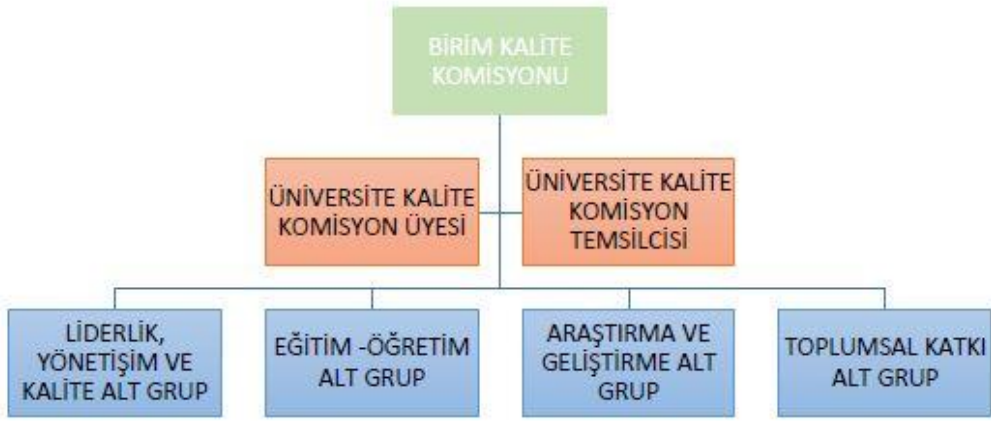 BİRİM KALİTE
KOMİSYONU
ÜNİVERSİTE KALİTE
KOMİSYON ÜYESİ
ÜNİVERSİTE KALİTE
KOMİSYON
TEMSİLCİSİ
LİDERLİK,
YÖNETİŞİM VE
KALİTE ALT GRUP
EĞİTİM -ÖĞRETİM
ALT GRUP
ARAŞTIRMA VE
GELİŞTİRME ALT
GRUP
TOPLUMSAL KATKI
ALT GRUP